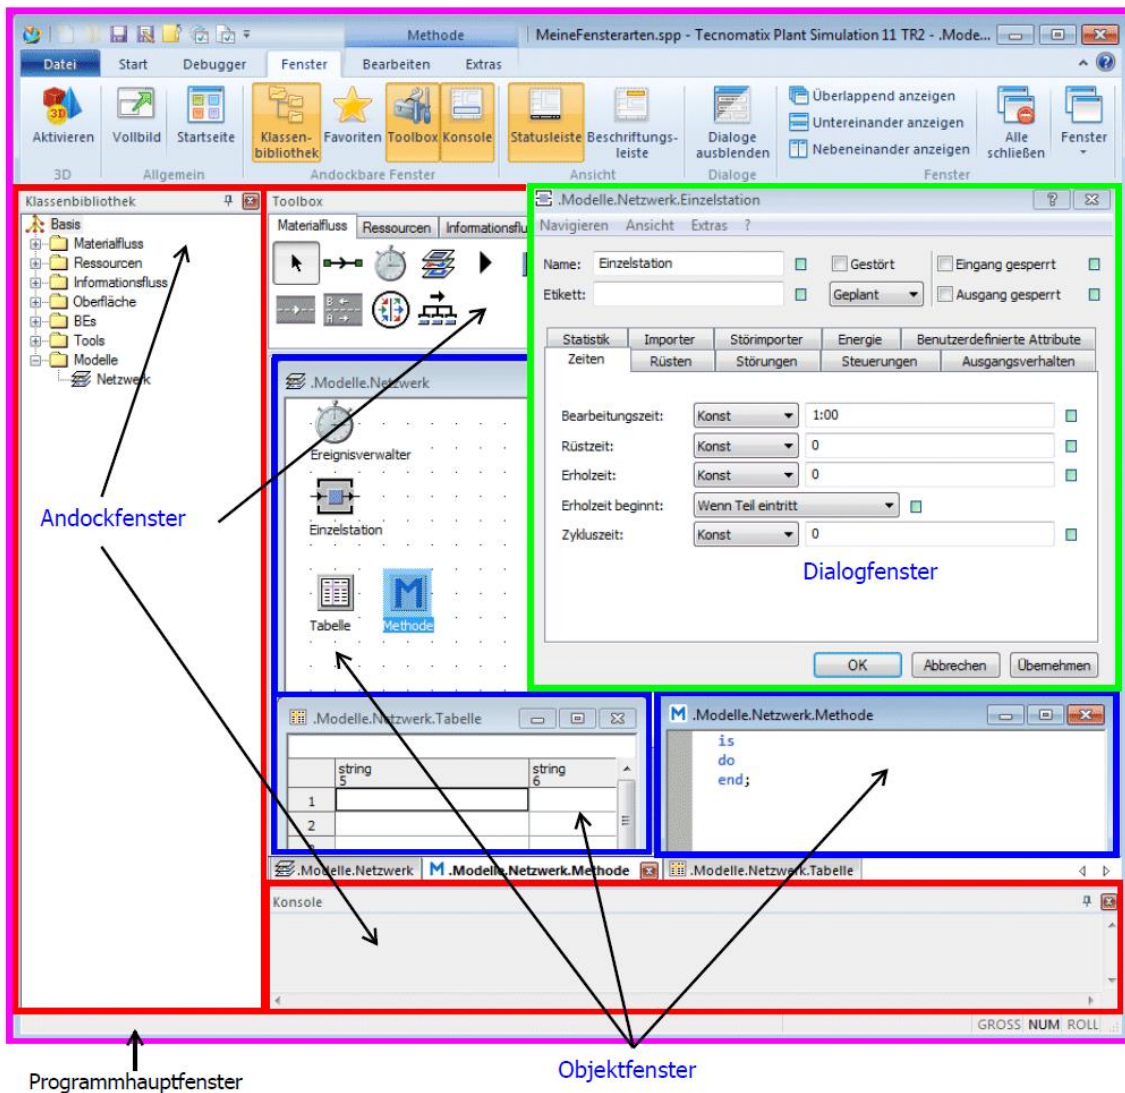 Methode
MeineFensterarten.spp - Tecnomatix Plant Simulation 11 TR2 - .Mode...
Datei Start Debugger Fenster Bearbeiten Extras
3D
Aktivieren Vollbild Startseite Klassen-bibliothek Favoriten Toolbox Konsole Statusleiste Beschriftungs-leiste Dialoge ausblenden
Überlappend anzeigen
Untereinander anzeigen
Nebeneinander anzeigen
Alle schließen Fenster
3D Allgemein Andockbare Fenster Ansicht Dialoge Fenster
Klassenbibliothek
Basis
Materialfluss
Ressourcen
Informationsfluss
Oberfläche
BEs
Tools
Modelle
Netzwerk
Toolbox
Materialfluss Ressourcen Informationsflu
B
A
.Modelle.Netzwerk.Einzelstation
?
Navigieren Ansicht Extras ?
Name: Einzelstation Gestört Eingang gesperrt
Etikett: Geplant Ausgang gesperrt
Statistik Importer Störimporter Energie Benutzerdefinierte Attribute
Zeiten Rüsten Störungen Steuerungen Ausgangsverhalten
Bearbeitungszeit: Konst 1:00
Rüstzeit: Konst 0
Erholzeit: Konst 0
Erholzeit beginnt: Wenn Teil eintritt
Zykluszeit: Konst 0
Dialogfenster
OK Abbrechen Übernehmen
.Modelle.Netzwerk
Ereignisverwalter
Einzelstation
Tabelle
M
Methode
Andockfenster
.Modelle.Netzwerk.Tabelle
string 5 string 6
1
2
M .Modelle.Netzwerk.Methode
is
do
end;
.Modelle.Netzwerk M .Modelle.Netzwerk.Methode .Modelle.Netzwerk.Tabelle
Konsole
GROSS NUM ROLL
Programmhauptfenster
Objektfenster